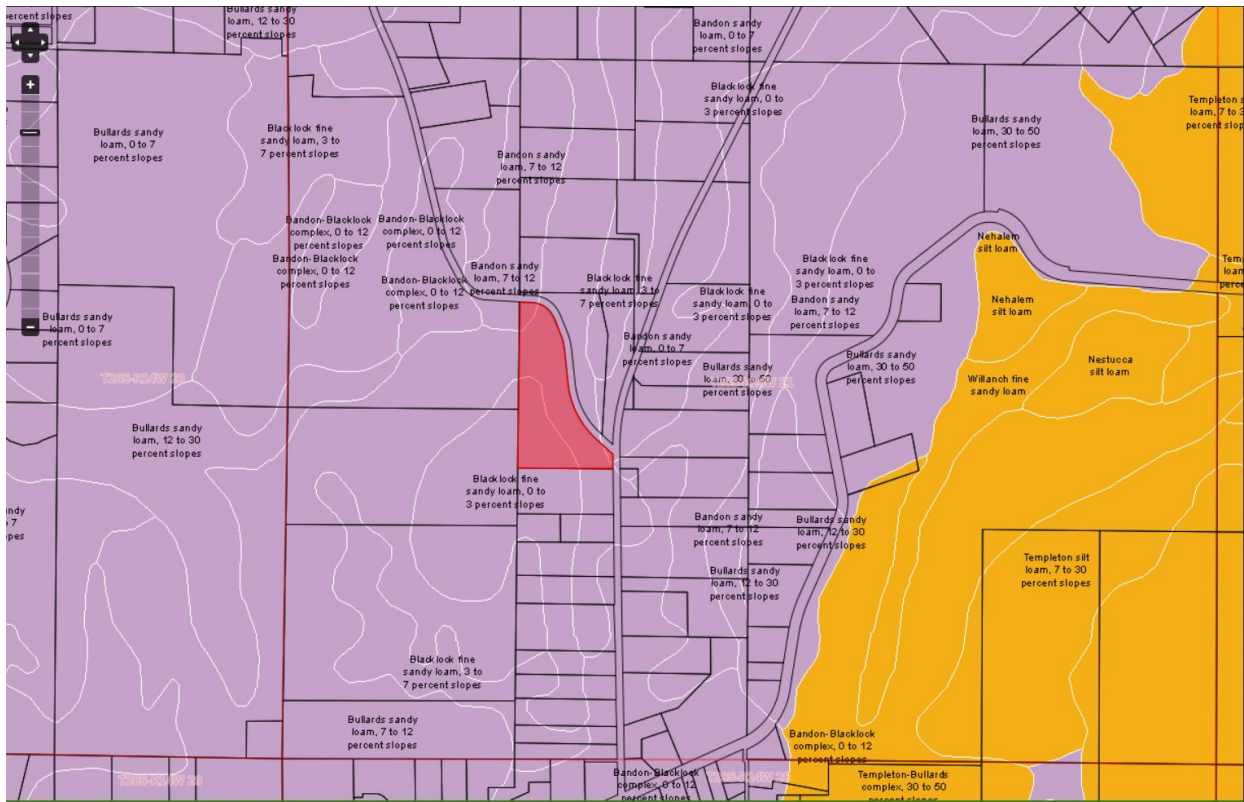 percent slopes
Bullards sandy
loam, 12 to 30
percent slopes
Bandon sandy
loam, 0 to 7
percent slopes
Blacklock fine
sandy loam, 0 to
3 percent slopes
Templeton s
loam, 7 to 3
percent slop
Bullards sandy
loam, 0 to 7
percent slopes
Blacklock fine
sandy loam, 3 to
7 percent slopes
Bullards sandy
loam, 30 to 50
percent slopes
Bandon sandy
loam, 7 to 12
percent slopes
Bandon-Blacklock
complex, 0 to 12
percent slopes
Bandon-Blacklock
complex, 0 to 12
percent slopes
Bandon-Blacklock
complex, 0 to 12
percent slopes
Bandon-Blacklock
complex, 0 to 12
percent slopes
Bandon sandy
loam, 7 to 12
percent slopes
Blacklock fine
sandy loam, 3 to
7 percent slopes
Blacklock fine
sandy loam, 0 to
3 percent slopes
Blacklock fine
sandy loam, 0 to
3 percent slopes
Bandon sandy
loam, 7 to 12
percent slopes
Nehalem
silt loam
Nehalem
silt loam
Bullards sandy
loam, 0 to 7
percent slopes
Bandon sandy
loam, 0 to 7
percent slopes
Bullards sandy
loam, 30 to 50
percent slopes
Bullards sandy
loam, 30 to 50
percent slopes
Nestucca
silt loam
Willanch fine
sandy loam
Bullards sandy
loam, 12 to 30
percent slopes
Blacklock fine
sandy loam, 0 to
3 percent slopes
Bandon sandy
loam, 7 to 12
percent slopes
Bullards sandy
loam, 12 to 30
percent slopes
Bullards sandy
loam, 12 to 30
percent slopes
Templeton silt
loam, 7 to 30
percent slopes
Blacklock fine
sandy loam, 3 to
7 percent slopes
Bullards sandy
loam, 7 to 12
percent slopes
Bandon-Blacklock
complex, 0 to 12
percent slopes
Bandon-Blacklock
complex, 0 to 12
percent slopes
Templeton-Bullards
complex, 30 to 50
percent slopes